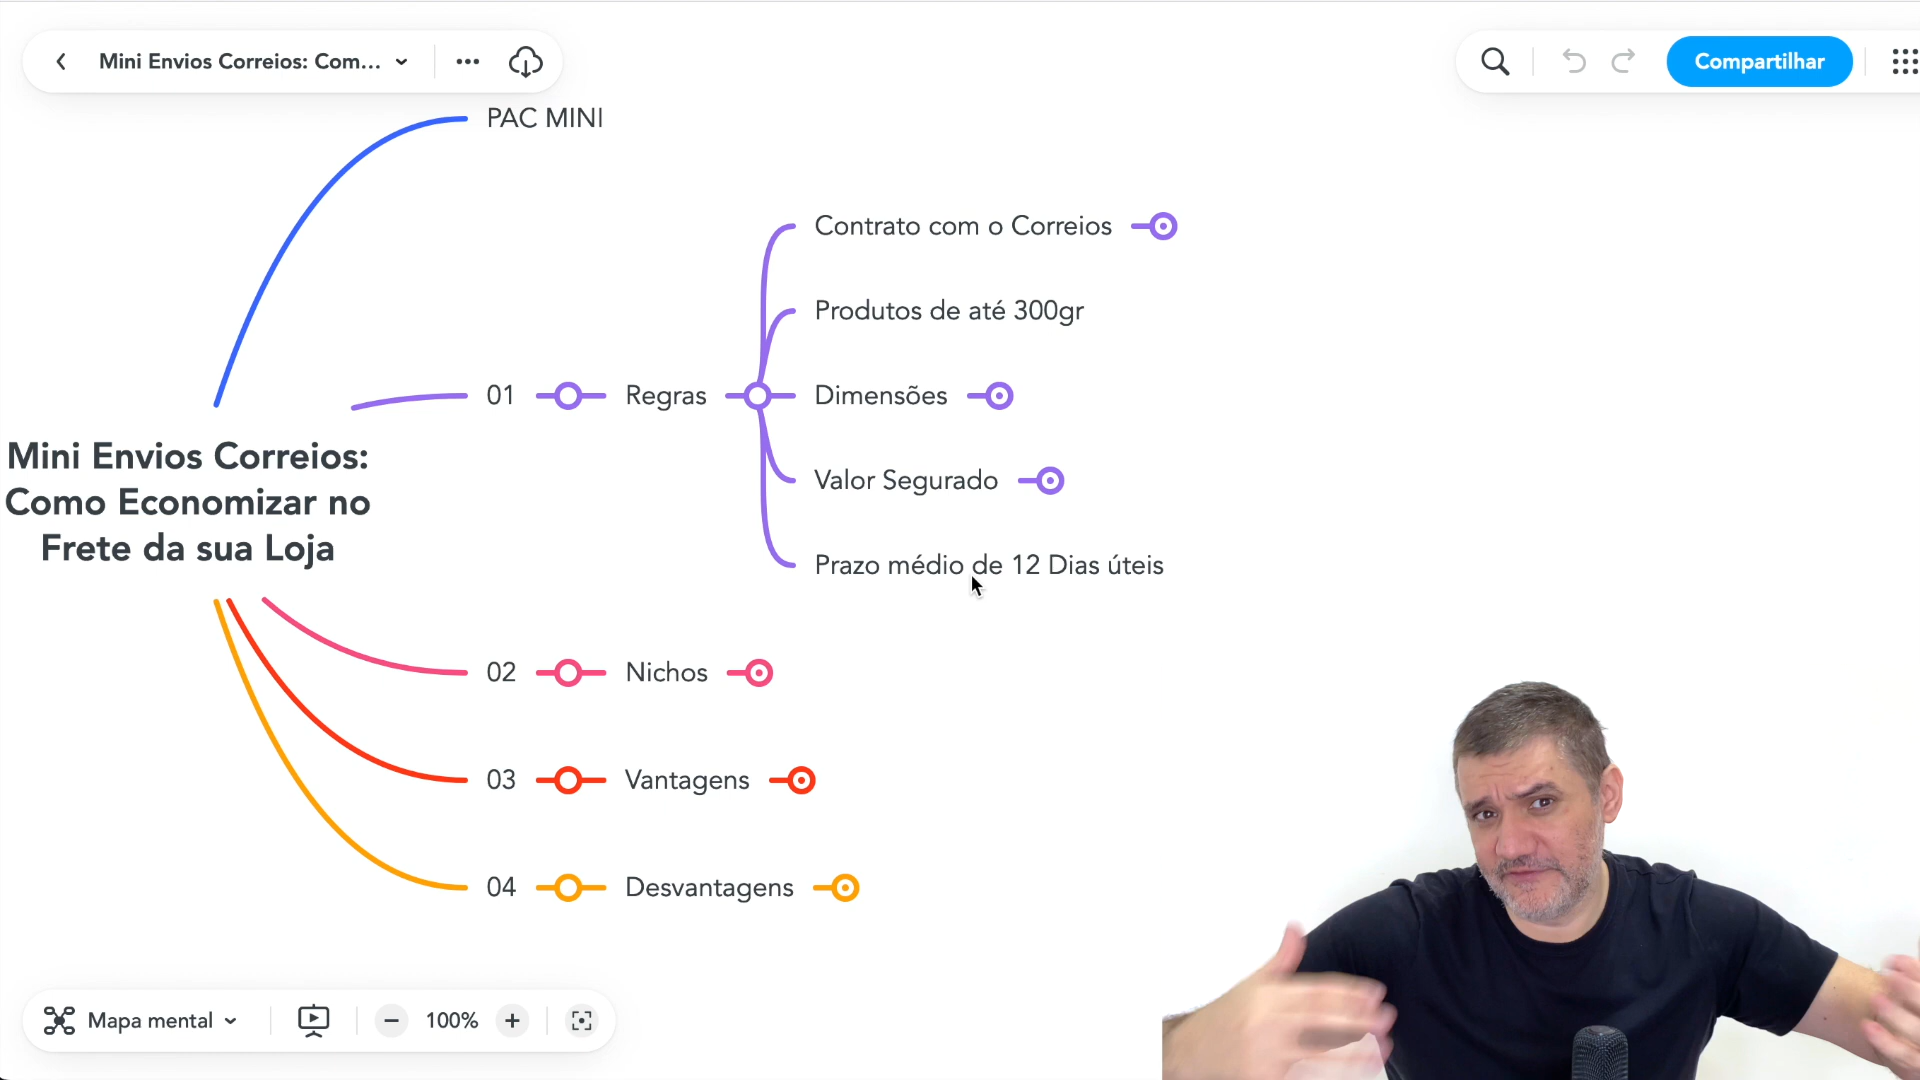 Mini Envios Correios: Com...
Compartilhar
PAC MINI
Contrato com o Correios
Produtos de até 300gr
01
Regras
Dimensões
Mini Envios Correios:
Como Economizar no
Frete da sua Loja
Valor Segurado
Prazo médio de 12 Dias úteis
02
Nichos
03
Vantagens
04
Desvantagens
Mapa mental
100%